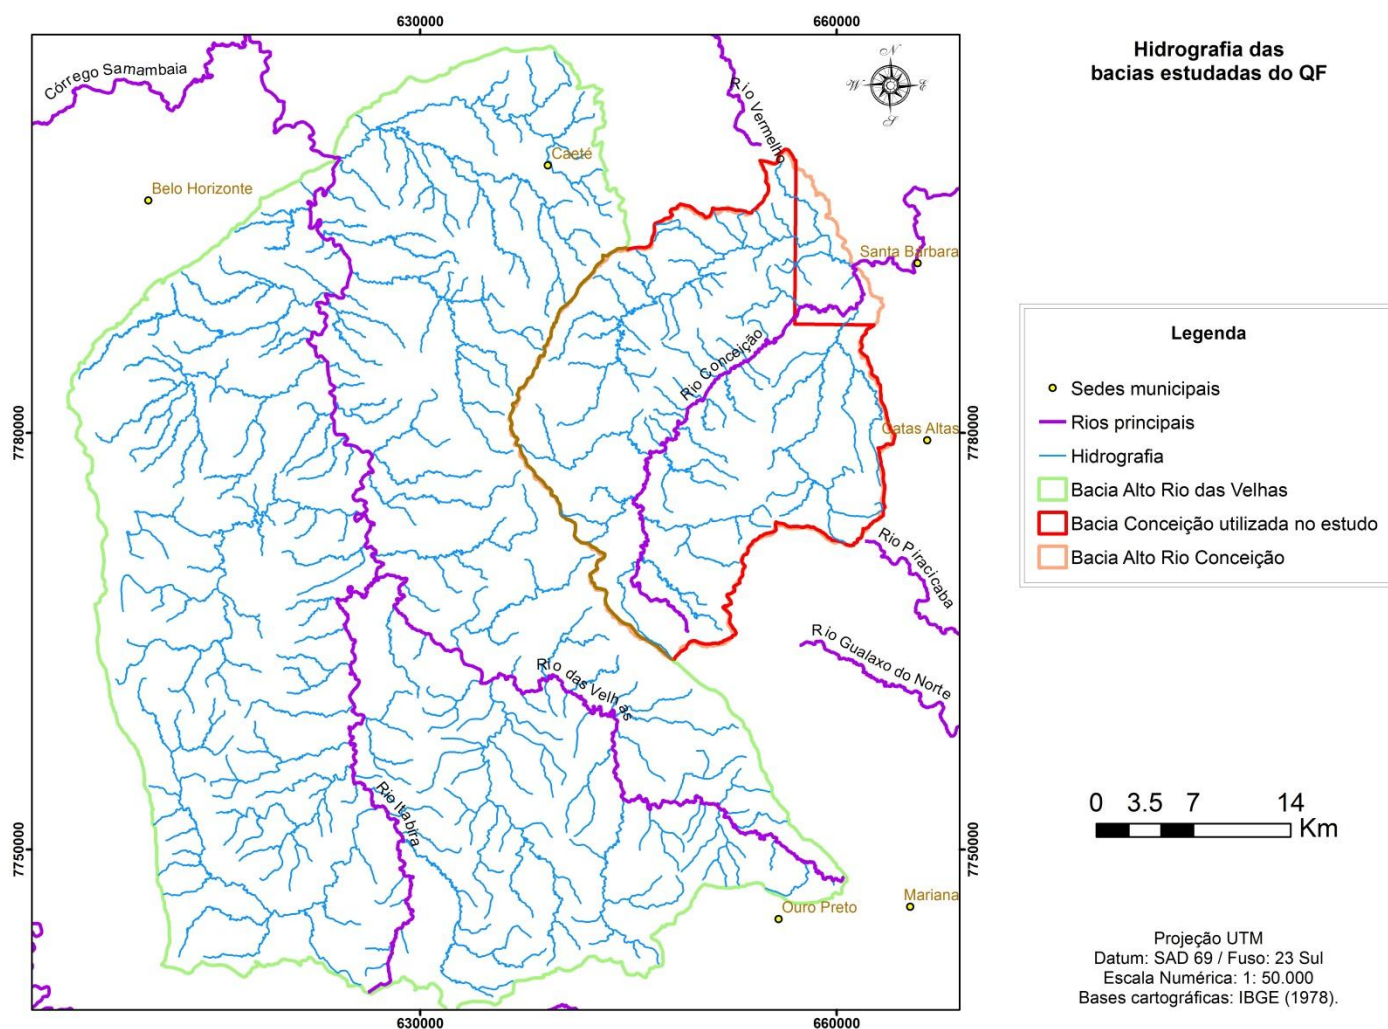 630000
660000
Hidrografia das
bacias estudadas do QF
N
W
E
S
Córrego Samambaia
Rio Vermelho
Caeté
Belo Horizonte
Santa Bárbara
Rio Conceição
Catas Altas
7780000
7780000
Rio Piracicaba
Rio Gualaxo do Norte
Rio das Velhas
Rio Itabira
7750000
7750000
Ouro Preto
Mariana
630000
660000
Legenda
Sedes municipais
Rios principais
Hidrografia
Bacia Alto Rio das Velhas
Bacia Conceição utilizada no estudo
Bacia Alto Rio Conceição
0 3.5 7 14
Km
Projeção UTM
Datum: SAD 69 / Fuso: 23 Sul
Escala Numérica: 1: 50.000
Bases cartográficas: IBGE (1978).